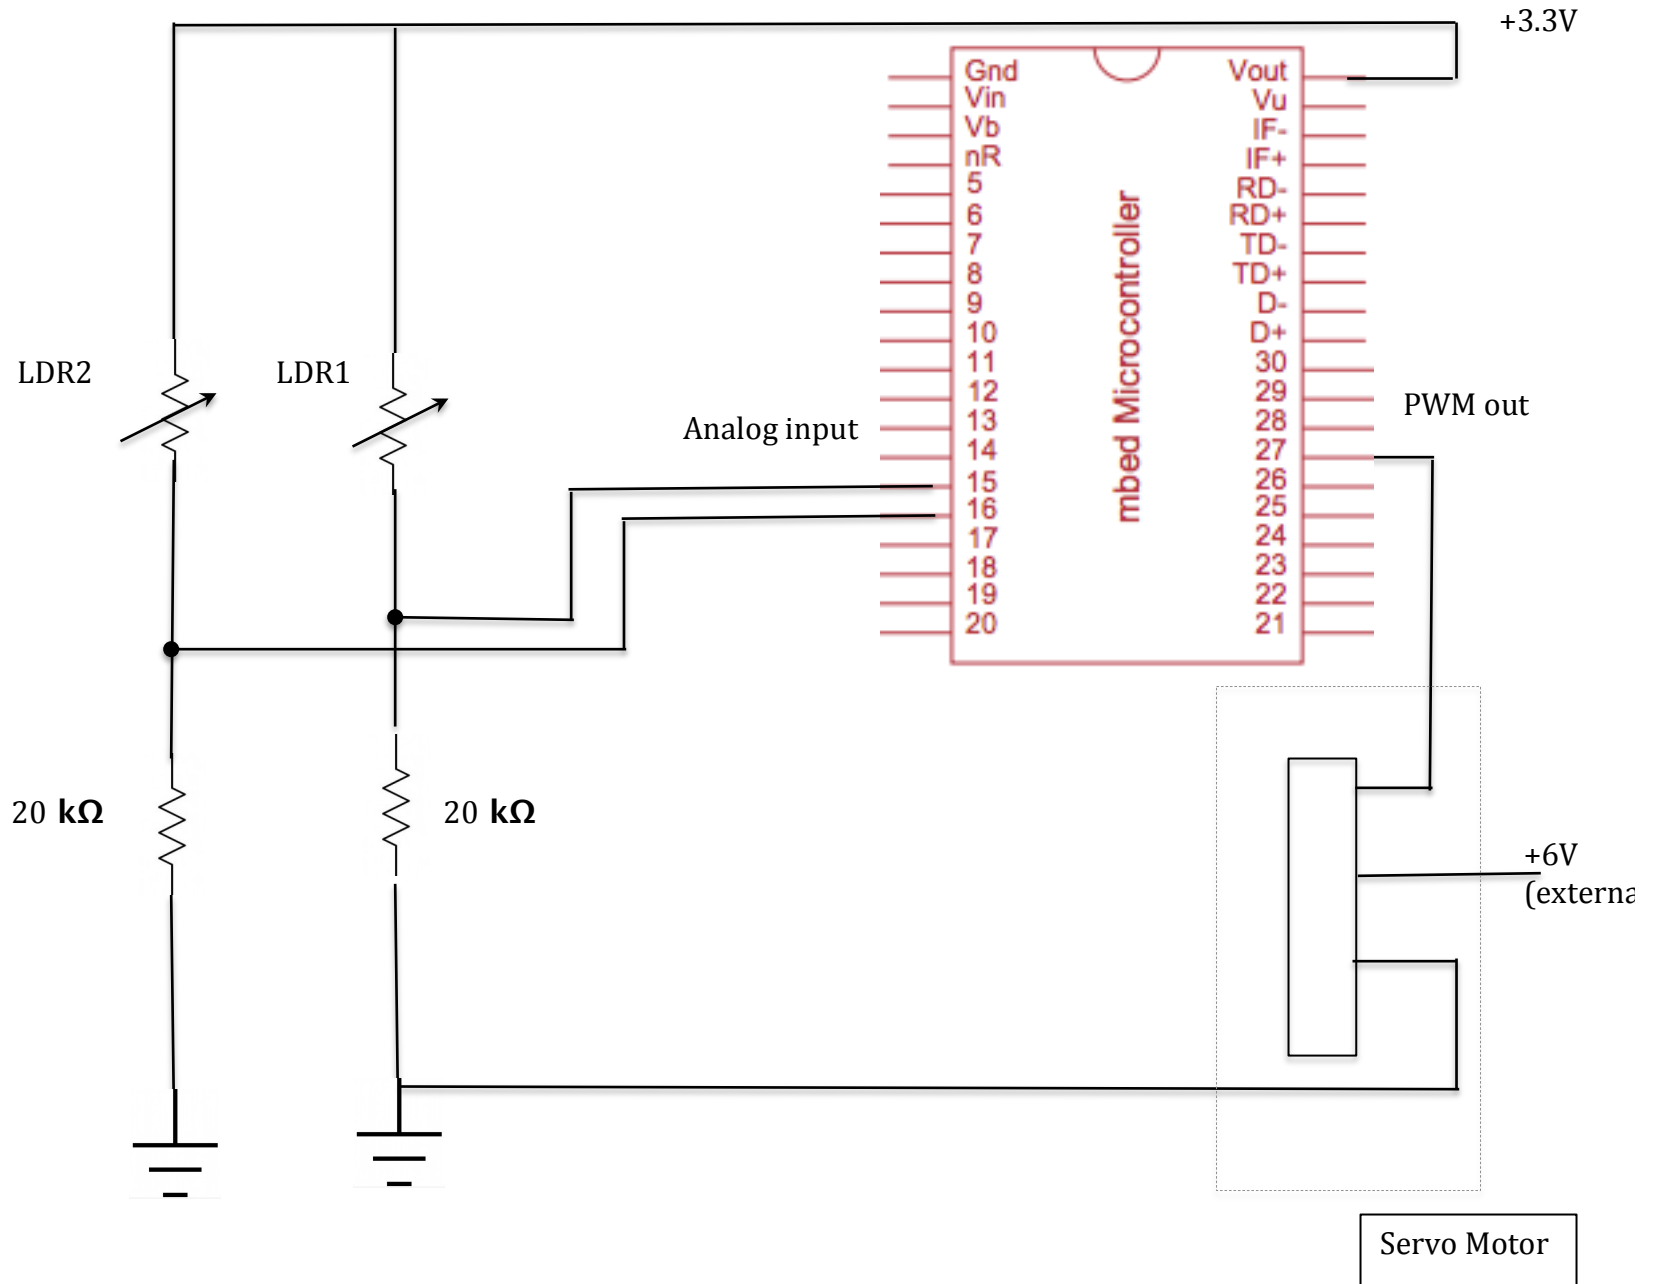 +3.3V
Gnd
Vin
Vb
nR
5
6
7
8
9
10
11
12
13
14
15
16
17
18
19
20
mbed Microcontroller
Vout
Vu
IF-
IF+
RD-
RD+
TD-
TD+
D-
D+
30
29
28
27
26
25
24
23
22
21
LDR2
LDR1
Analog input
PWM out
20 kΩ
20 kΩ
+6V
(externa
Servo Motor